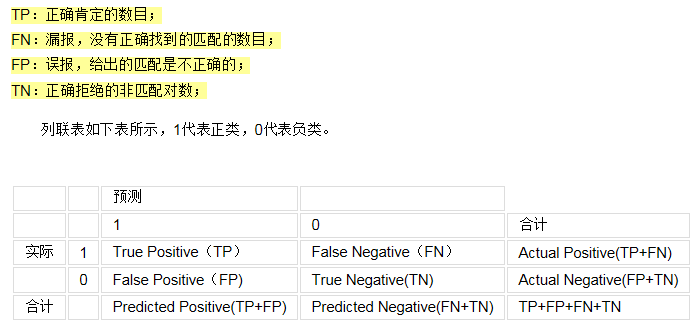 TP：正确肯定的数目；
FN：漏报，没有正确找到的匹配的数目；
FP：误报，给出的匹配是不正确的；
TN：正确拒绝的非匹配对数；
列联表如下表所示，1代表正类，0代表负类。
预测
1 0 合计
实际 1 True Positive（TP） False Negative（FN） Actual Positive(TP+FN)
0 False Positive（FP) True Negative(TN) Actual Negative(FP+TN)
合计 Predicted Positive(TP+FP) Predicted Negative(FN+TN) TP+FP+FN+TN